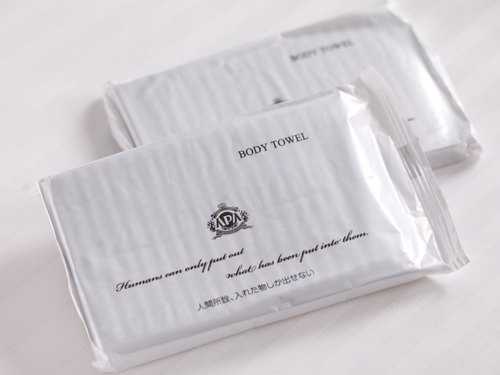 BODY TOWEL
BODY TOWEL
APA
Humans can only put out
what has been put into them.
人間所詮、入れた物しか出せない